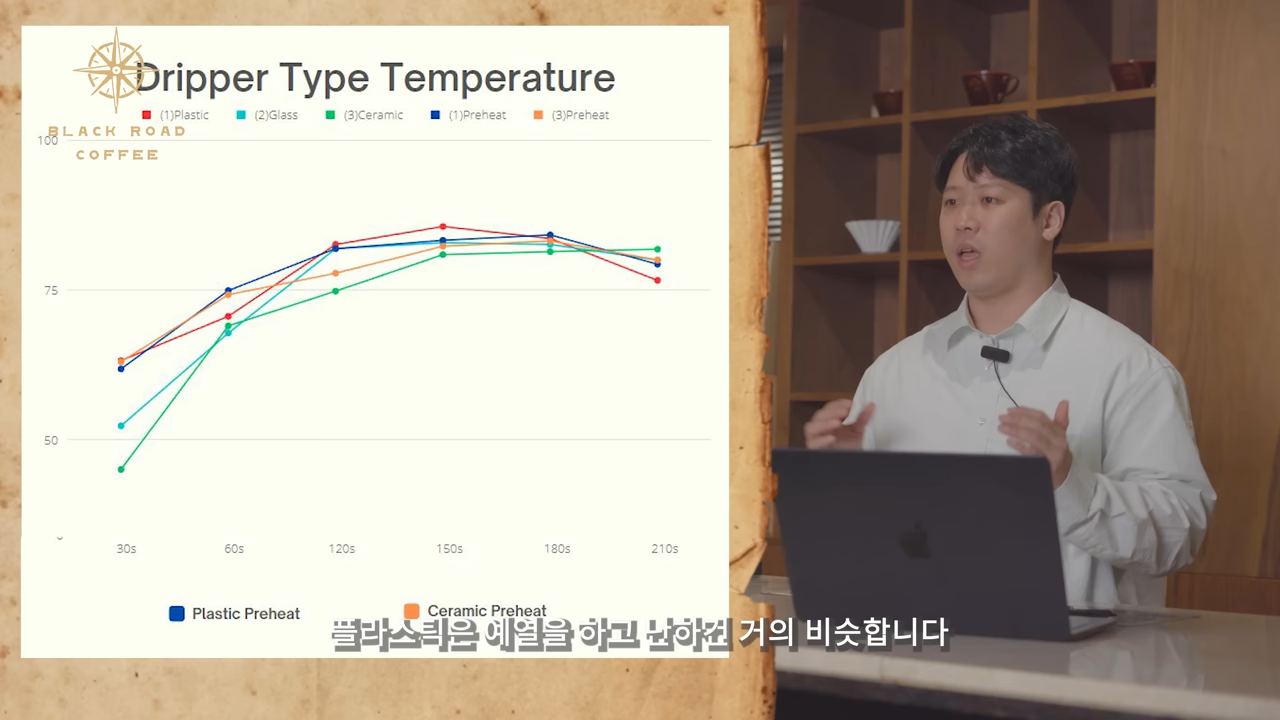 Dripper Type Temperature
(1)Plastic (2)Glass (3)Ceramic (1)Preheat (3)Preheat
BLACK ROAD
COFFEE
100
75
50
30s 60s 120s 150s 180s 210s
Plastic Preheat Ceramic Preheat
플라스틱은 예열을 하고 난하건 거의 비슷합니다